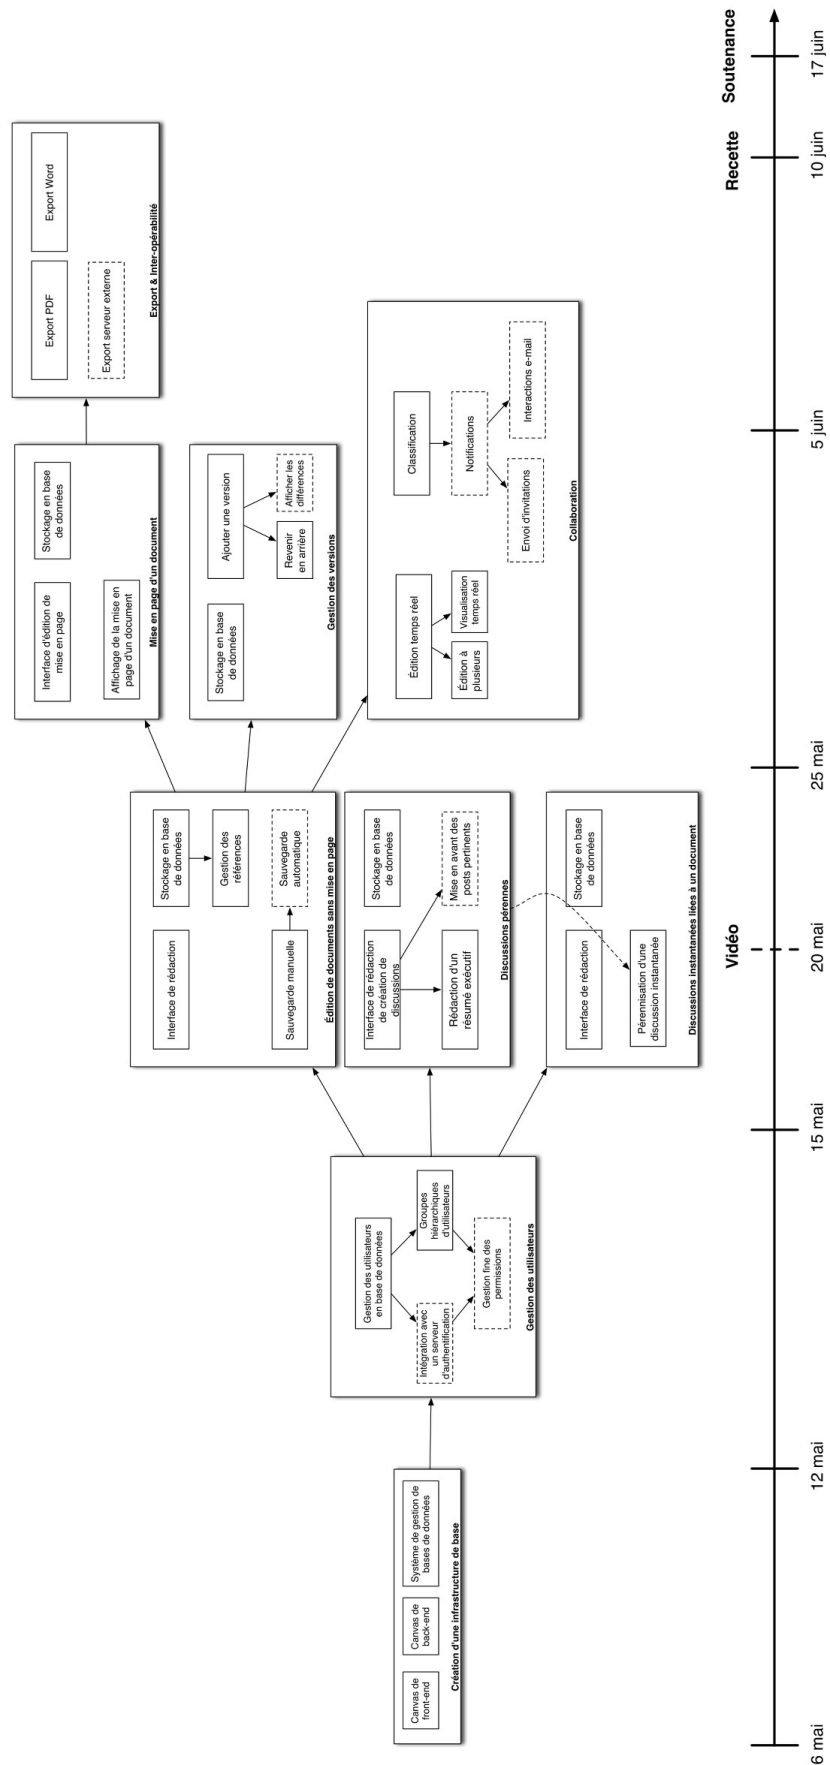 Canvas de
front-end
Canvas de
back-end
Système de gestion de
bases de données
Création d'une infrastructure de base
Gestion des utilisateurs
en base de données
Intégration avec
un serveur
d'authentification
Groupes
hiérarchiques
d'utilisateurs
Gestion fine des
permissions
Gestion des utilisateurs
Interface de rédaction
Stockage en base
de données
Gestion des
références
Sauvegarde manuelle
Sauvegarde
automatique
Édition de documents sans mise en page
Interface de rédaction
de création de
discussions
Stockage en base
de données
Rédaction d'un
résumé exécutif
Mise en avant des
posts pertinents
Discussions pérennes
Interface de rédaction
Stockage en base
de données
Pérennisation d'une
discussion instantanée
Discussions instantanées liées à un document
Interface d'édition de
mise en page
Stockage en base
de données
Affichage de la mise en
page d'un document
Mise en page d'un document
Stockage en base
de données
Ajouter une version
Revenir
en arrière
Afficher les
différences
Gestion des versions
Édition temps réel
Édition à
plusieurs
Visualisation
temps réel
Classification
Notifications
Envoi d'invitations
Interactions e-mail
Collaboration
Export PDF
Export Word
Export serveur externe
Export & Inter-opérabilité
Vidéo
Recette
Soutenance
6 mai
12 mai
15 mai
20 mai
25 mai
5 juin
10 juin
17 juin